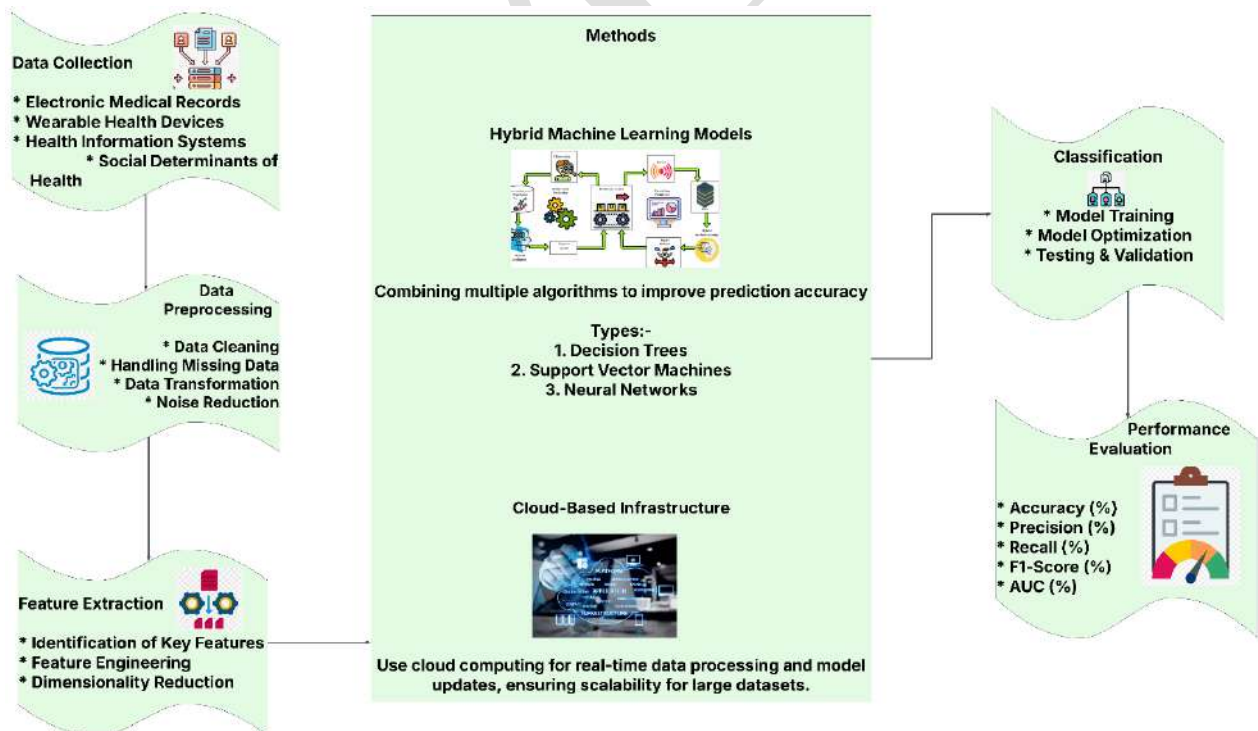 Data Collection
* Electronic Medical Records
* Wearable Health Devices
* Health Information Systems
* Social Determinants of
Health
Data
Preprocessing
* Data Cleaning
* Handling Missing Data
* Data Transformation
* Noise Reduction
Feature Extraction
* Identification of Key Features
* Feature Engineering
* Dimensionality Reduction
Methods
Hybrid Machine Learning Models
Combining multiple algorithms to improve prediction accuracy
Types:-
1. Decision Trees
2. Support Vector Machines
3. Neural Networks
Cloud-Based Infrastructure
Use cloud computing for real-time data processing and model
updates, ensuring scalability for large datasets.
Classification
* Model Training
* Model Optimization
* Testing & Validation
Performance
Evaluation
* Accuracy (%)
* Precision (%)
* Recall (%)
* F1-Score (%)
* AUC (%)